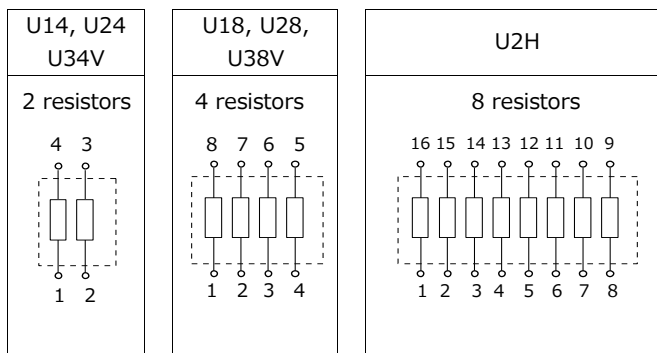 U14, U24
U34V
2 resistors
4 3
1 2
U18, U28,
U38V
4 resistors
8 7 6 5
1 2 3 4
U2H
8 resistors
16 15 14 13 12 11 10 9
1 2 3 4 5 6 7 8